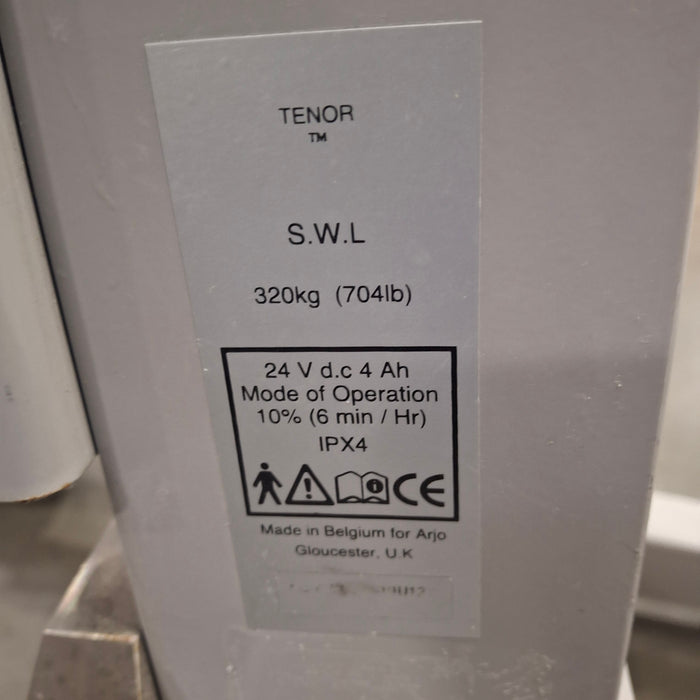 TENOR
™
S.W.L
320kg (704lb)
24 V d.c 4 Ah
Mode of Operation
10% (6 min / Hr)
IPX4
CE
Made in Belgium for Arjo
Gloucester, U.K